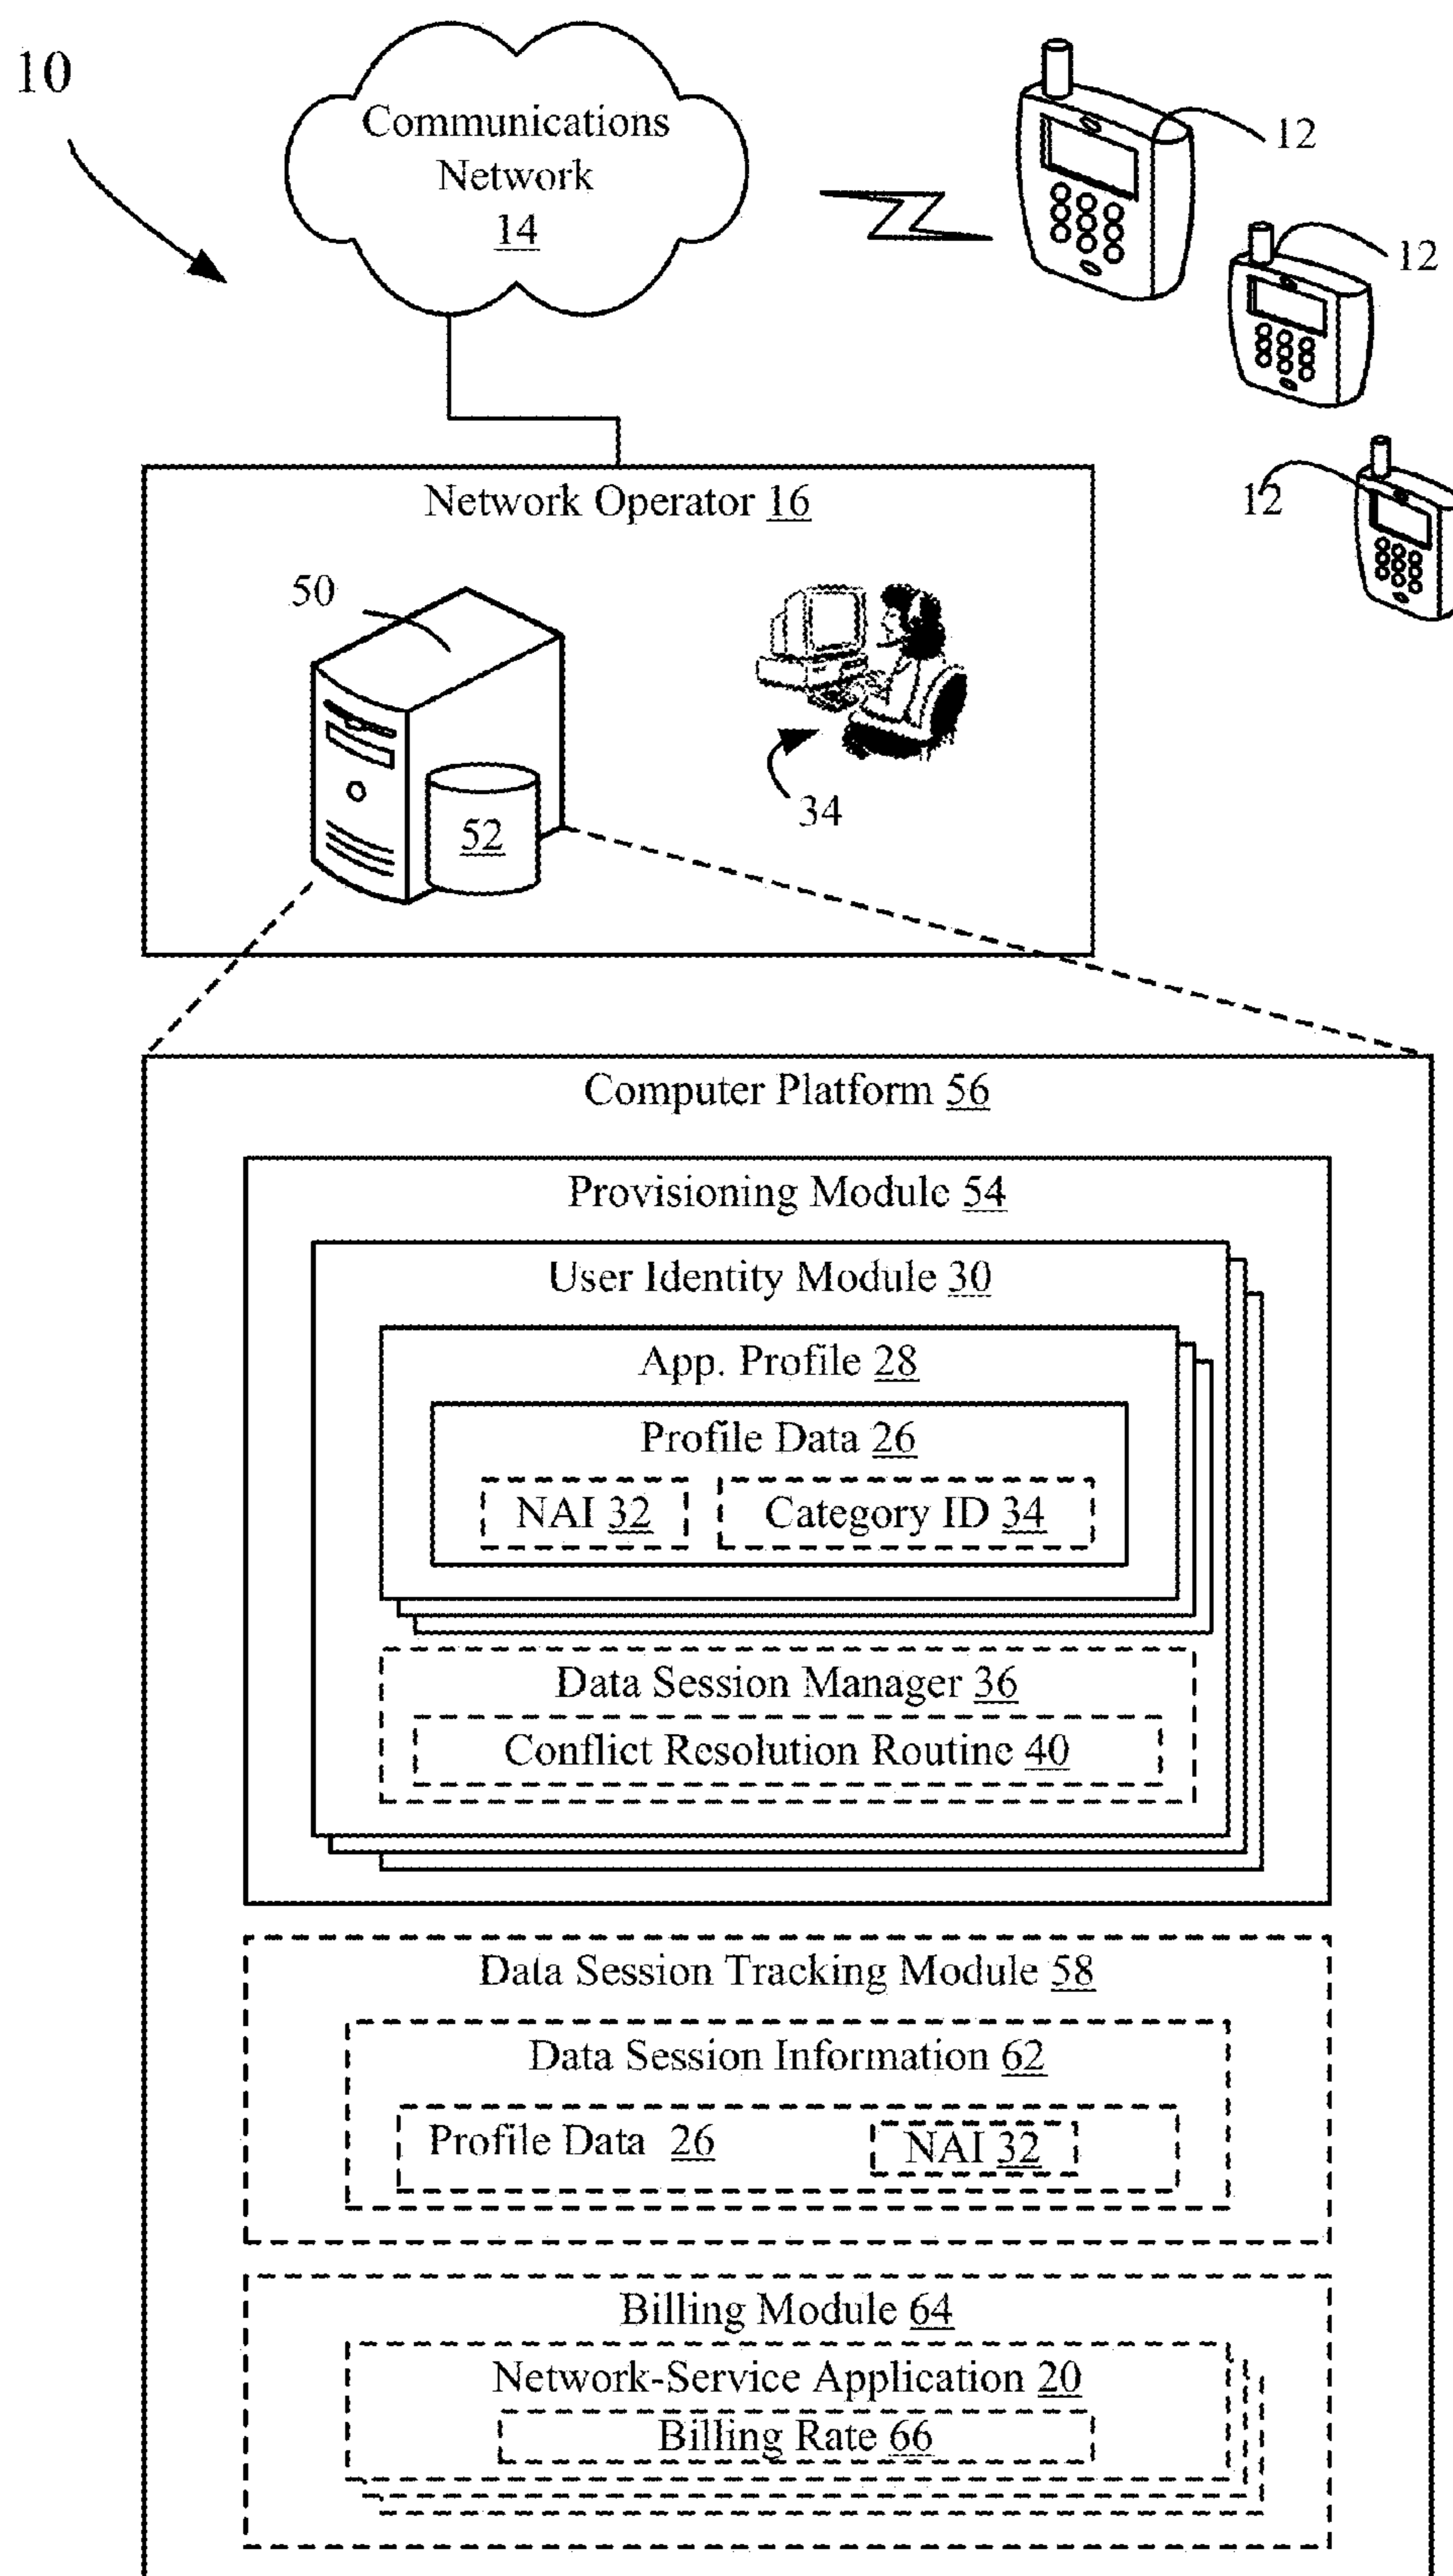 10
Communications
Network
14
12
12
12
Network Operator 16
50
52
34
Computer Platform 56
Provisioning Module 54
User Identity Module 30
App. Profile 28
Profile Data 26
NAI 32
Category ID 34
Data Session Manager 36
Conflict Resolution Routine 40
Data Session Tracking Module 58
Data Session Information 62
Profile Data 26
NAI 32
Billing Module 64
Network-Service Application 20
Billing Rate 66